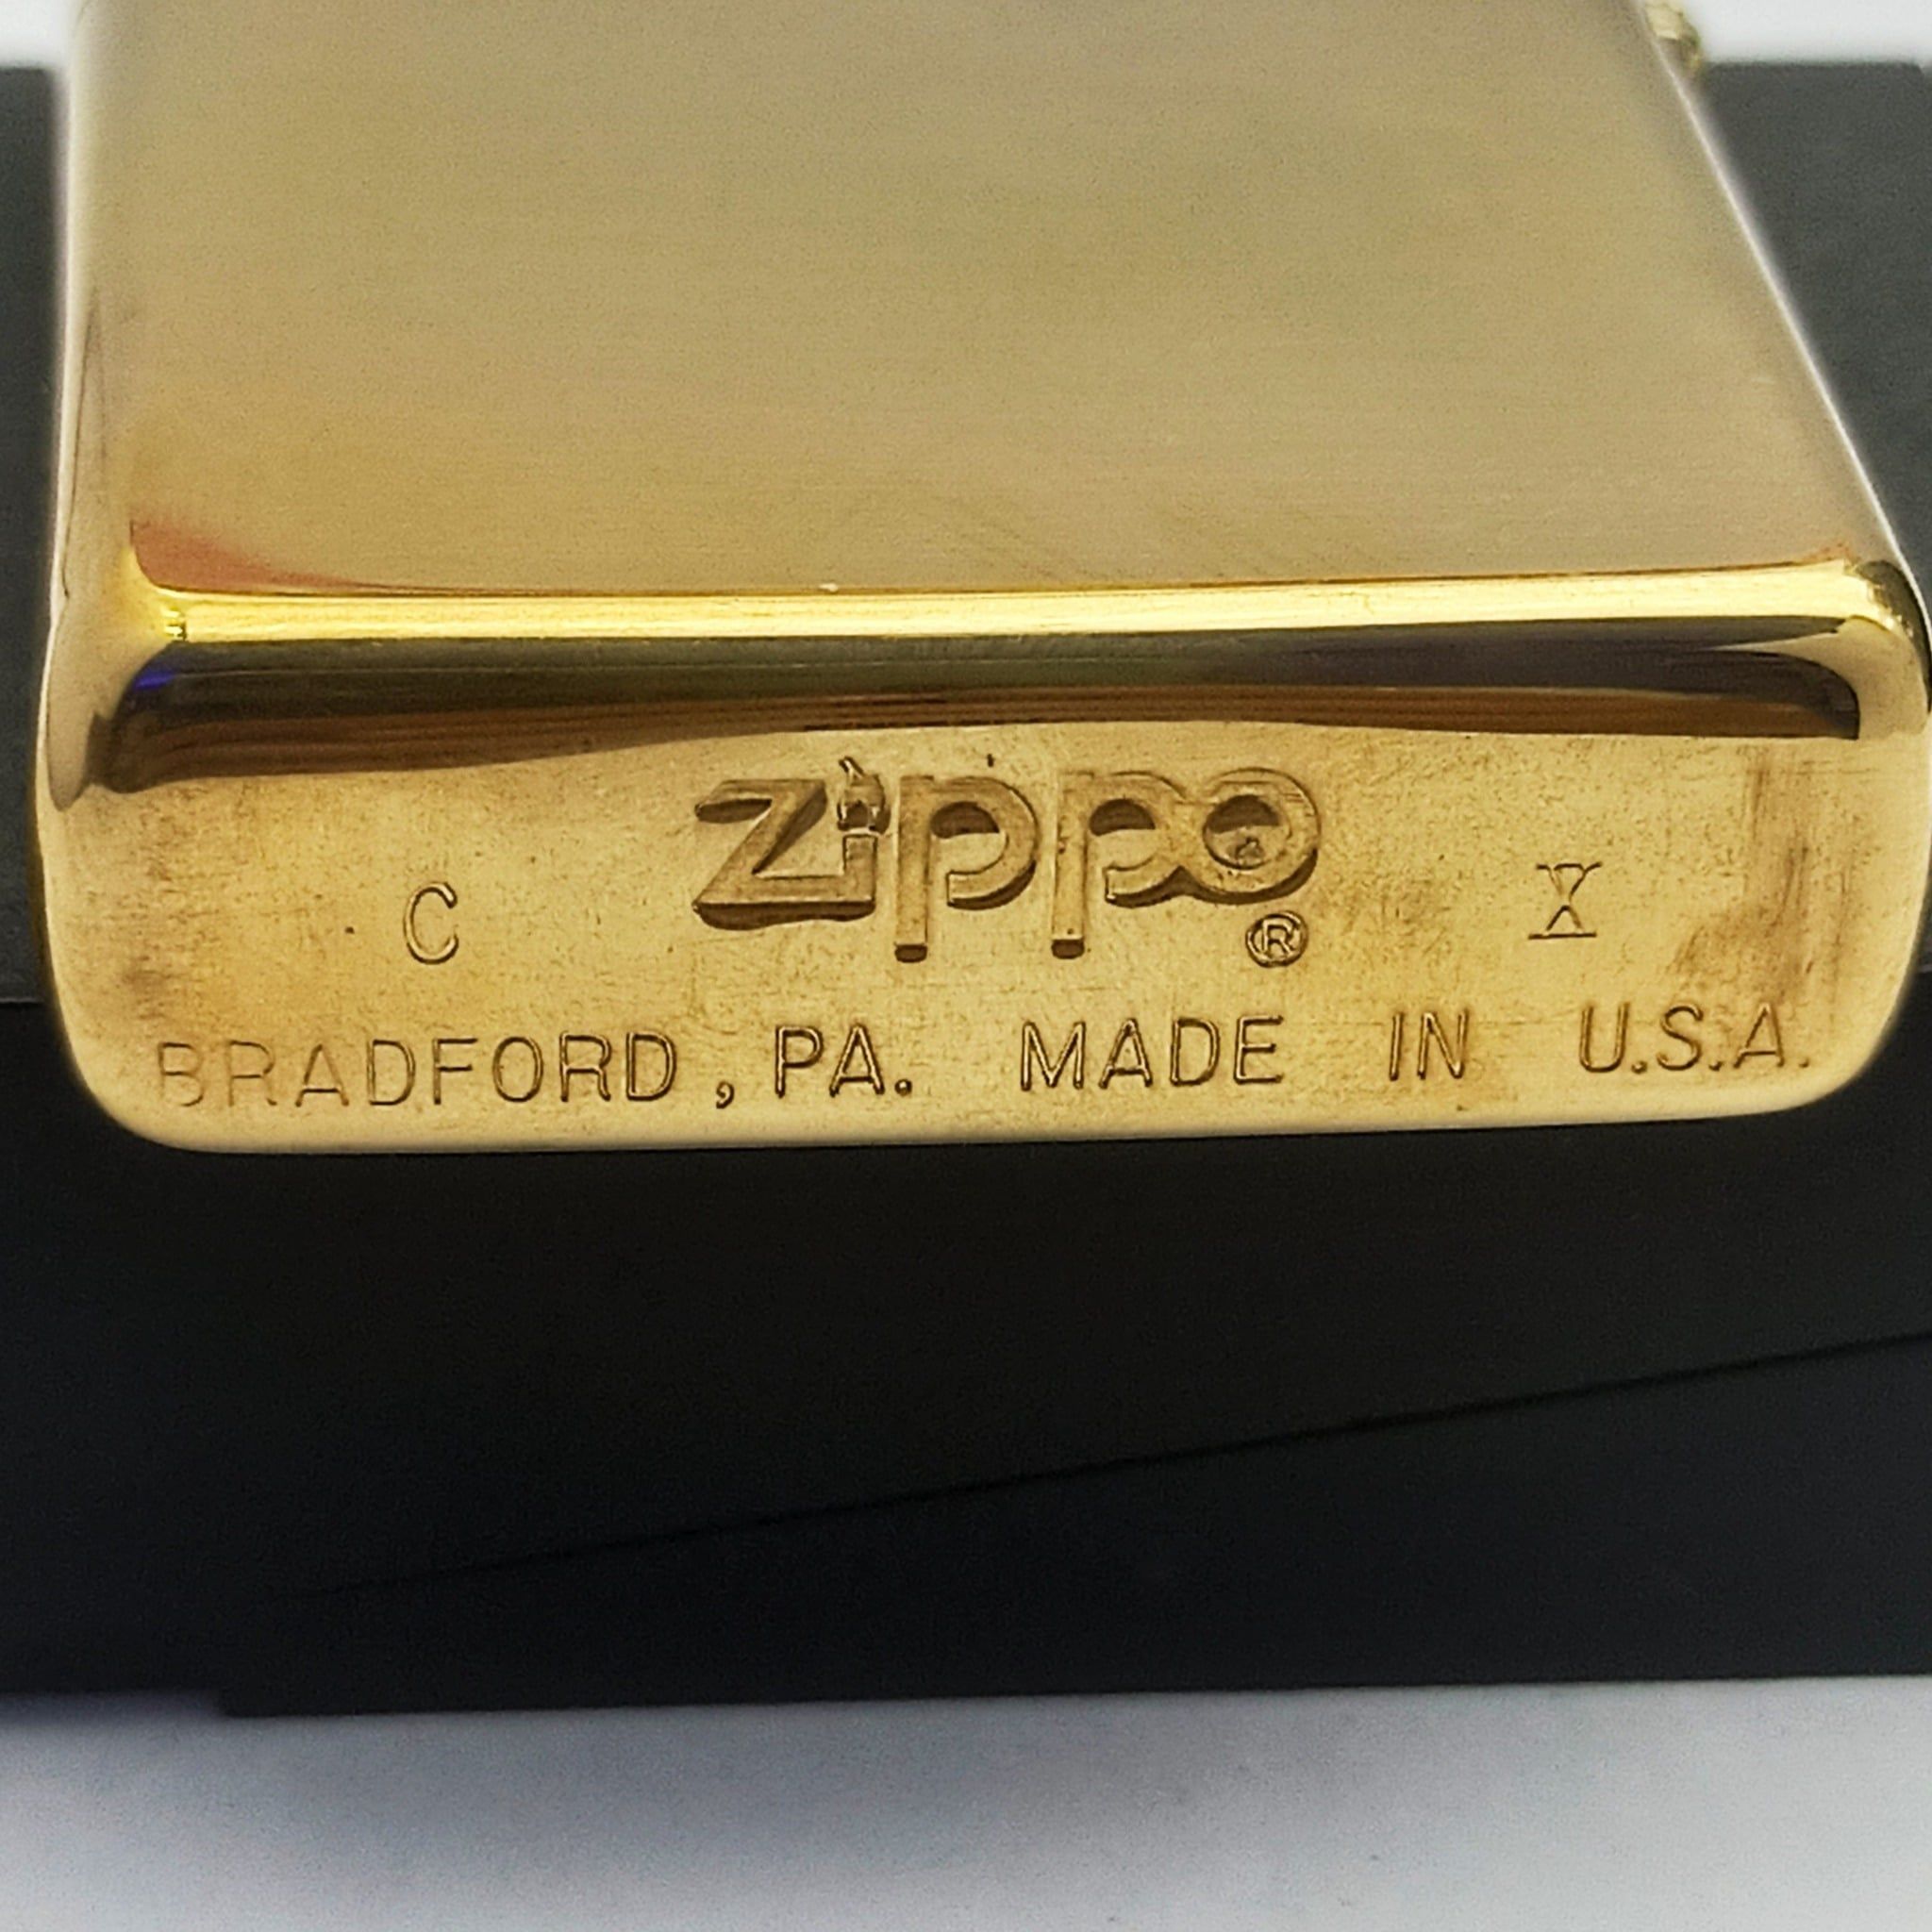 C zippo ® X
BRADFORD, PA. MADE IN U.S.A.